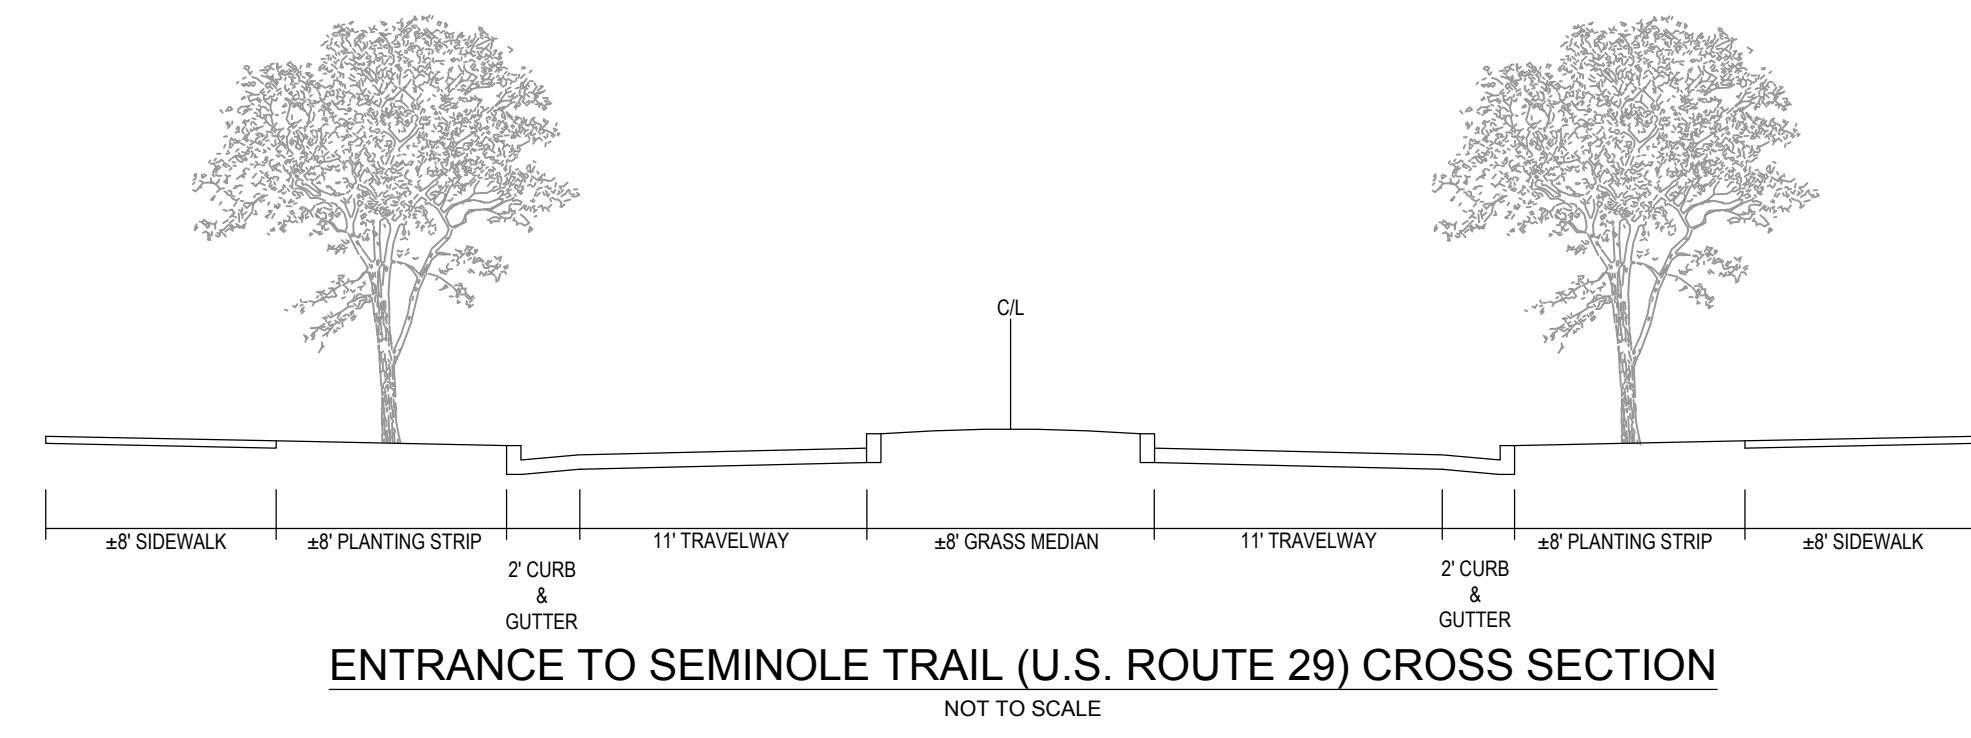 C/L
±8' SIDEWALK
±8' PLANTING STRIP
2' CURB
&
GUTTER
11' TRAVELWAY
±8' GRASS MEDIAN
11' TRAVELWAY
2' CURB
&
GUTTER
±8' PLANTING STRIP
±8' SIDEWALK
ENTRANCE TO SEMINOLE TRAIL (U.S. ROUTE 29) CROSS SECTION
NOT TO SCALE